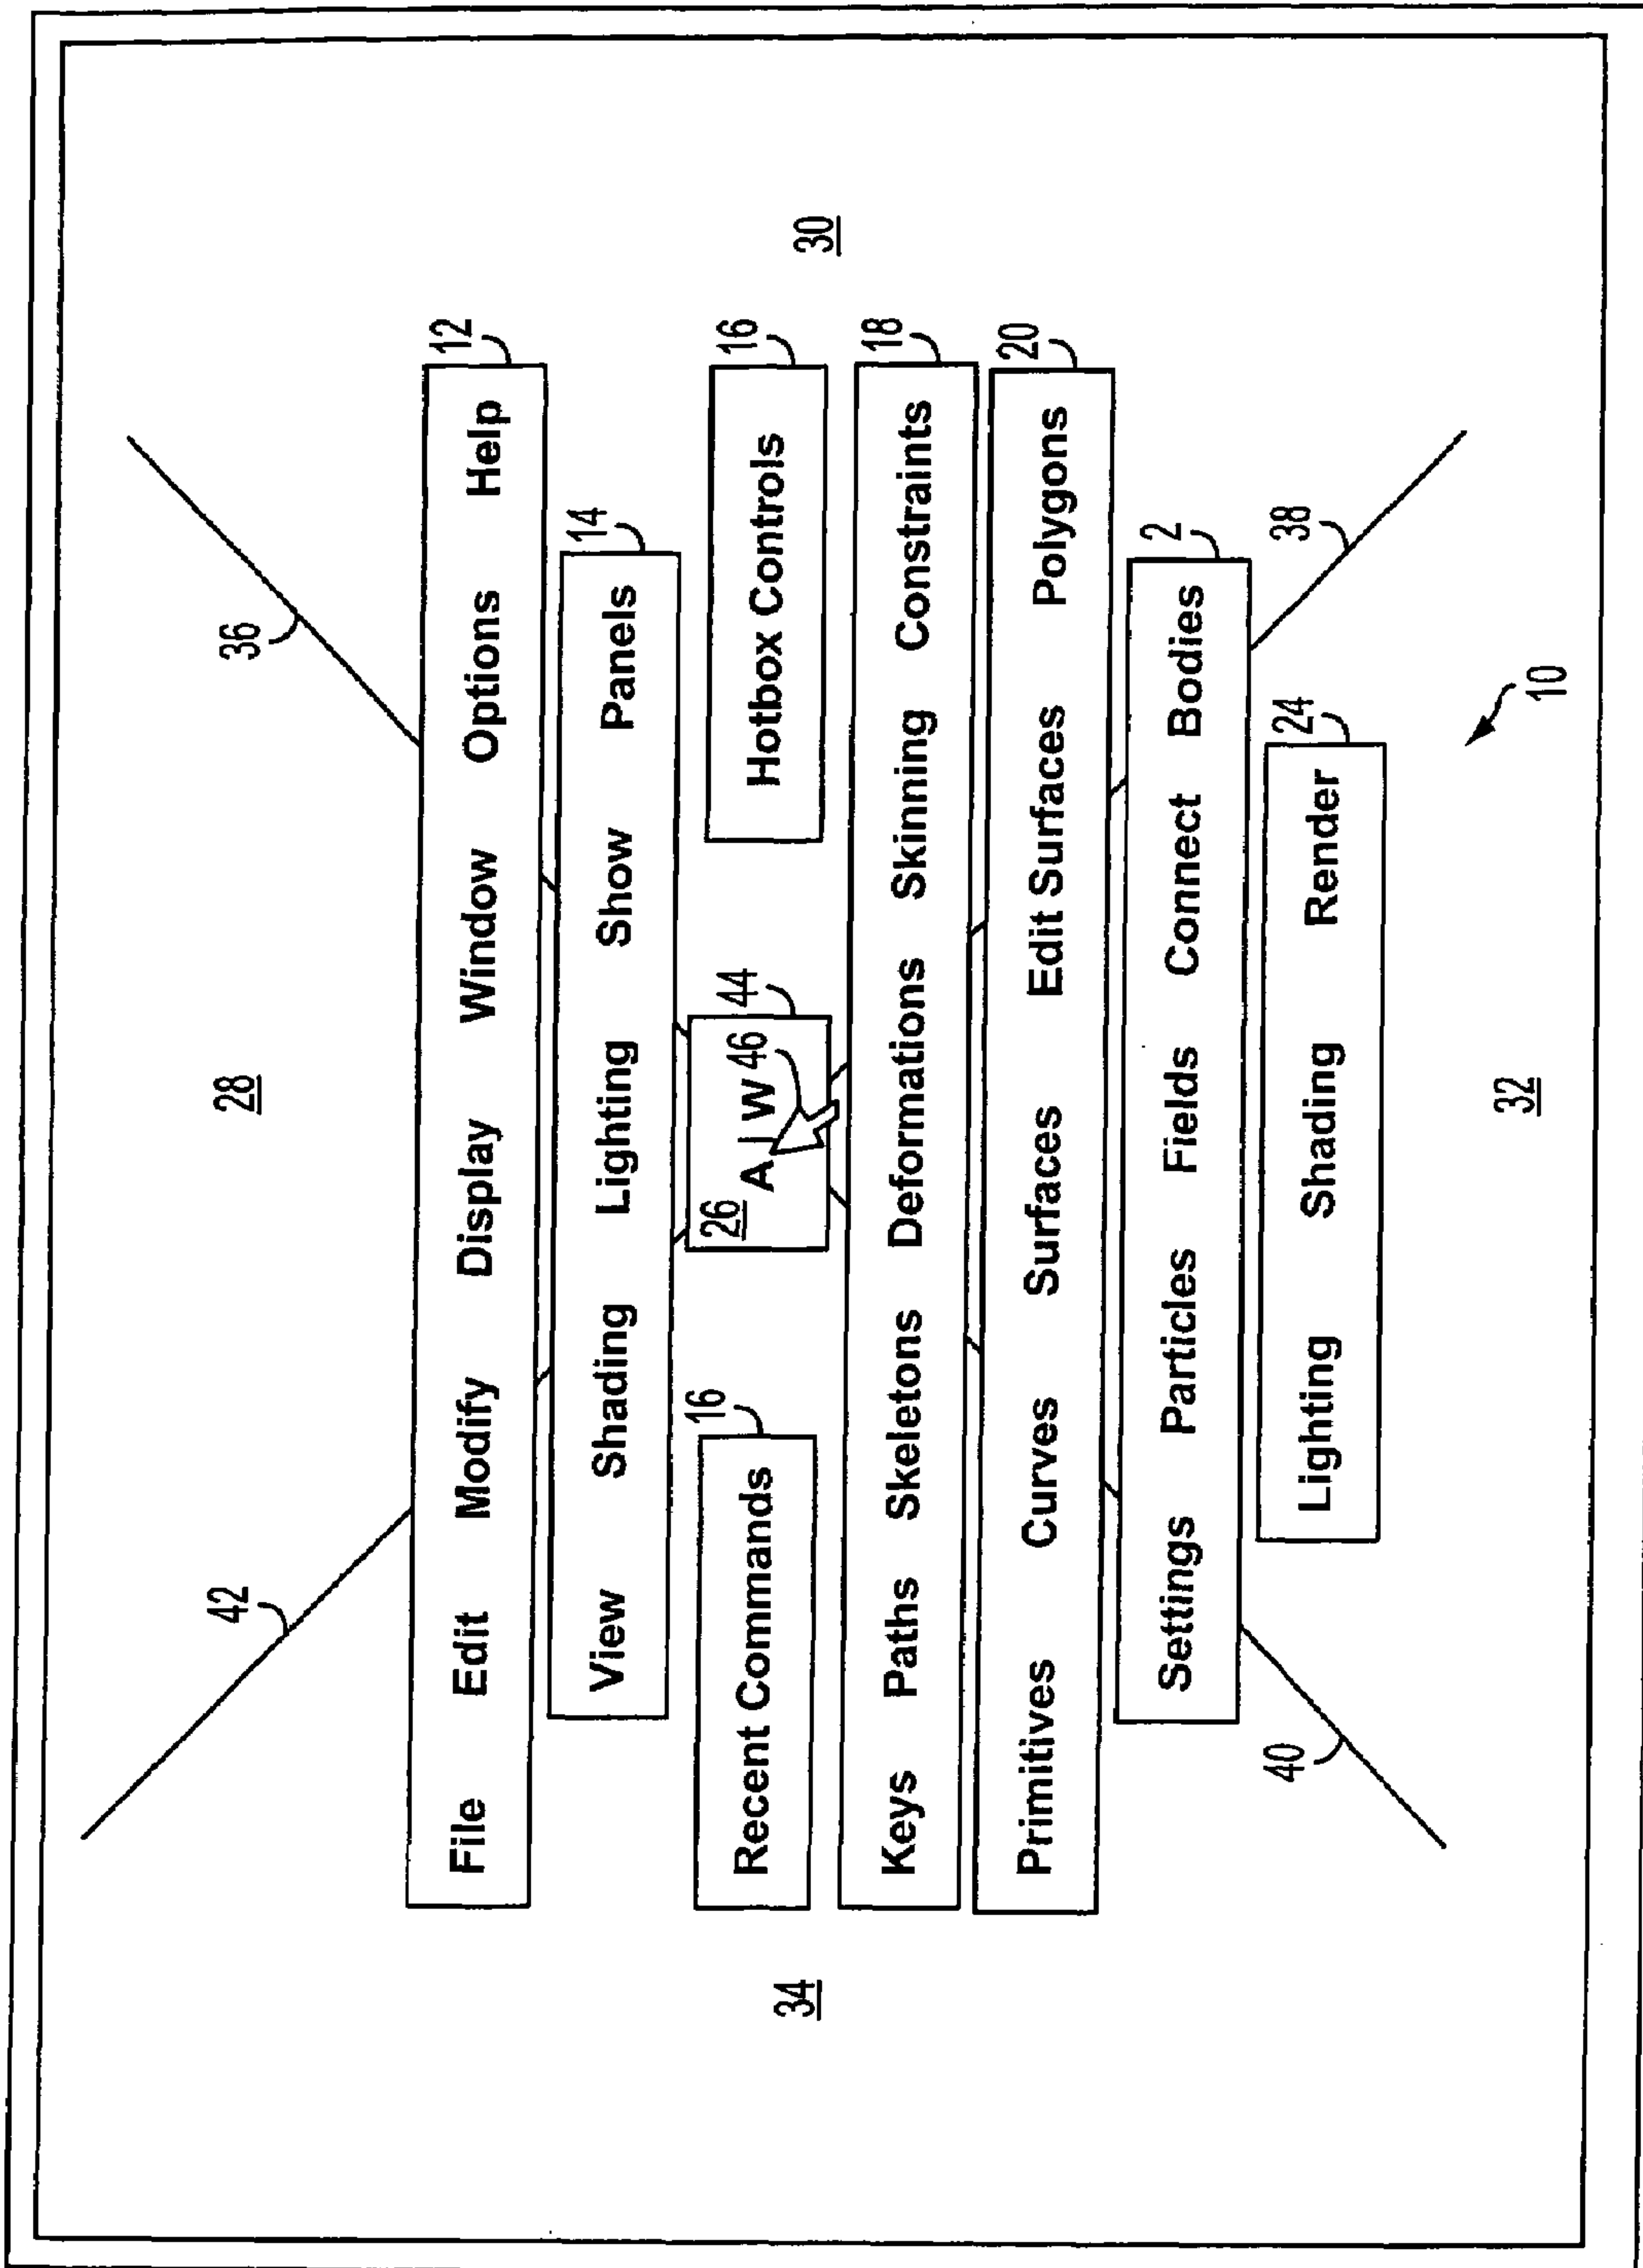 28
42
36
File Edit Modify Display Window Options Help 12
View Shading Lighting Show Panels 14
Recent Commands 16
26 A | W 46 44
Hotbox Controls 16
34
30
Keys Paths Skeletons Deformations Skinning Constraints 18
Primitives Curves Surfaces Edit Surfaces Polygons 20
Settings Particles Fields Connect Bodies 2
40
38
Lighting Shading Render 24
32
10